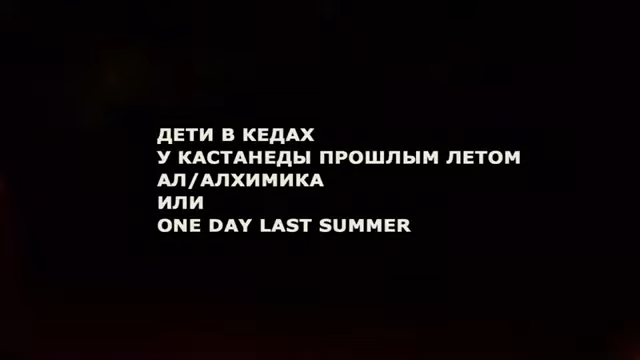 ДЕТИ В КЕДАХ
У КАСТАНЕДЫ ПРОШЛЫМ ЛЕТОМ
АЛ/АЛХИМИКА
ИЛИ
ONE DAY LAST SUMMER